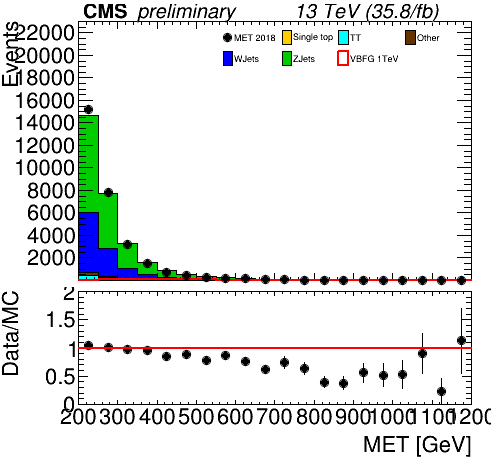 CMS preliminary 13 TeV (35.8/fb)
Events
22000
20000
18000
16000
14000
12000
10000
8000
6000
4000
2000
MET 2018 Single top TT Other
WJets ZJets VBFG 1TeV
Data/MC
2
1.5
1
0.5
0
200 300 400 500 600 700 800 900 1000 1100 1200
MET [GeV]